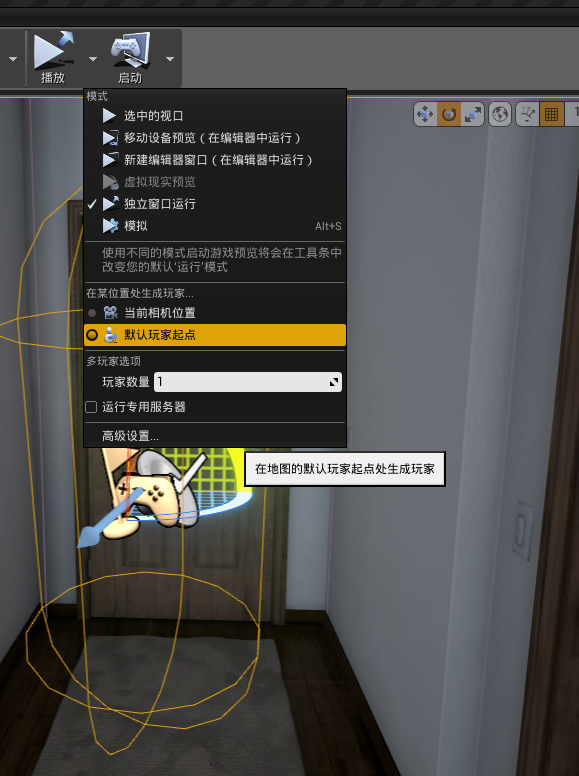 播放
启动
模式
选中的视口
移动设备预览（在编辑器中运行）
新建编辑器窗口（在编辑器中运行）
虚拟现实预览
独立窗口运行
模拟 Alt+S
使用不同的模式启动游戏预览将会在工具条中
改变您的默认'运行'模式
在某位置处生成玩家...
当前相机位置
默认玩家起点
多玩家选项
玩家数量 1
运行专用服务器
高级设置...
在地图的默认玩家起点处生成玩家